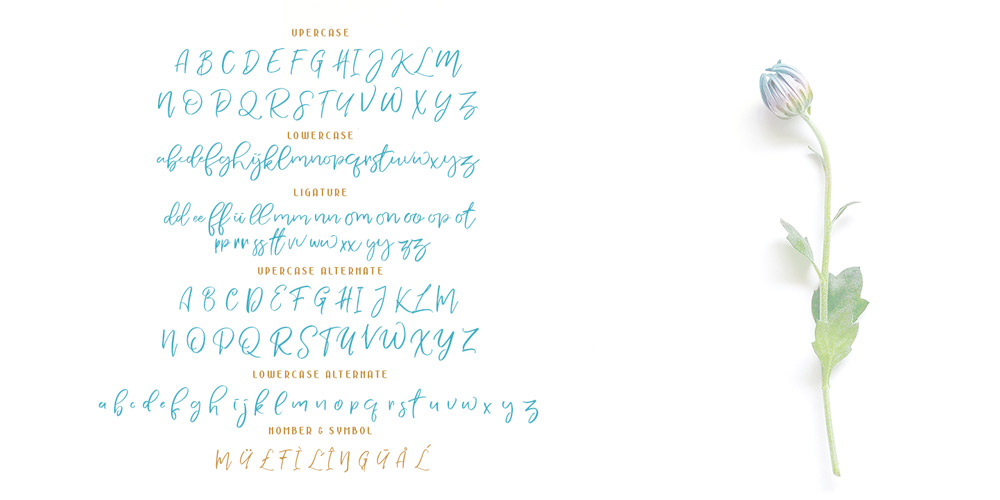 UPERCASE
A B C D E F G H I J K L M
N O P Q R S T U V W X Y Z
LOWERCASE
abcdefghijklmnopqrstuvwxyz
LIGATURE
dd ee ff ii ll mm nn om on oo op ot
pp rr ss tt vv ww xx yy zz
UPERCASE ALTERNATE
A B C D E F G H I J K L M
N O P Q R S T U V W X Y Z
LOWERCASE ALTERNATE
a b c d e f g h i j k l m n o p q r s t u v w x y z
NOMBER & SYMBOL
M Ü £ F Ì L Î Ŋ G Ū Â Ĺ